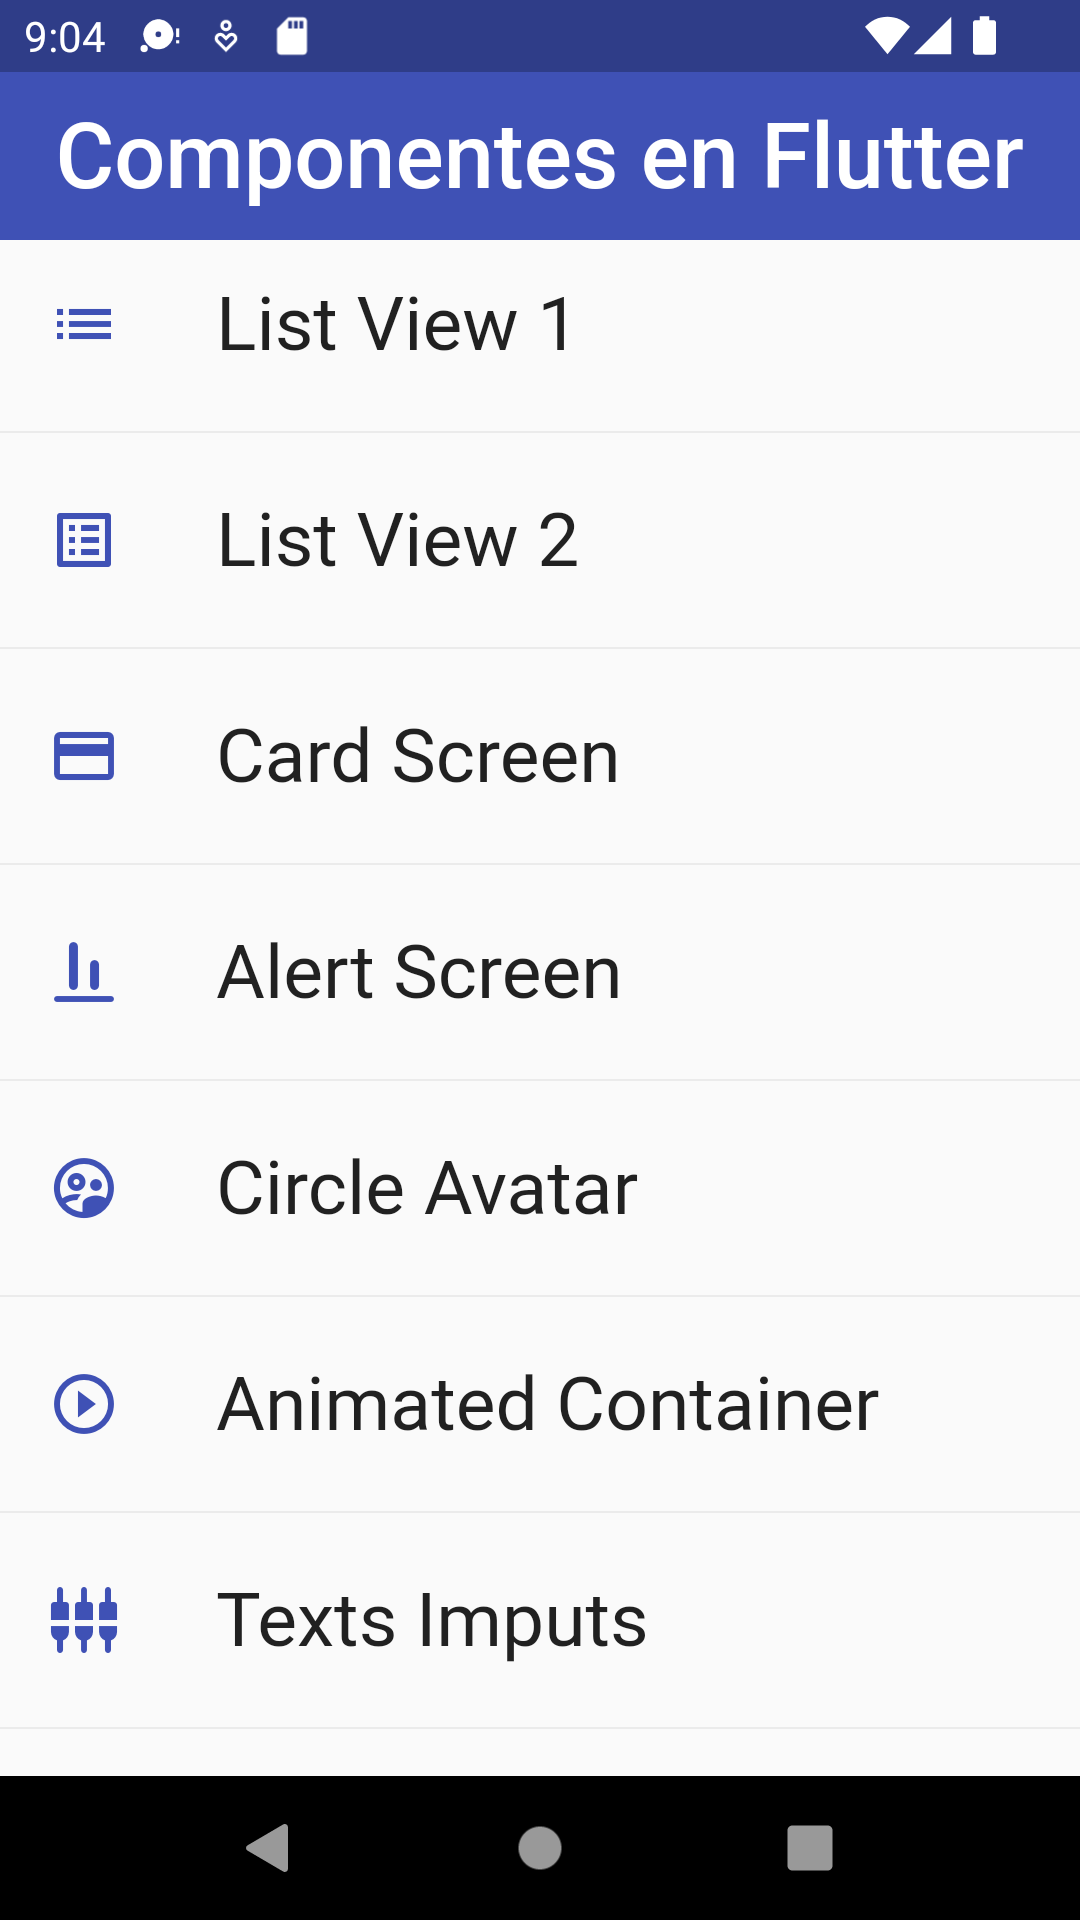 9:04
Componentes en Flutter
List View 1
List View 2
Card Screen
Alert Screen
Circle Avatar
Animated Container
Texts Imputs